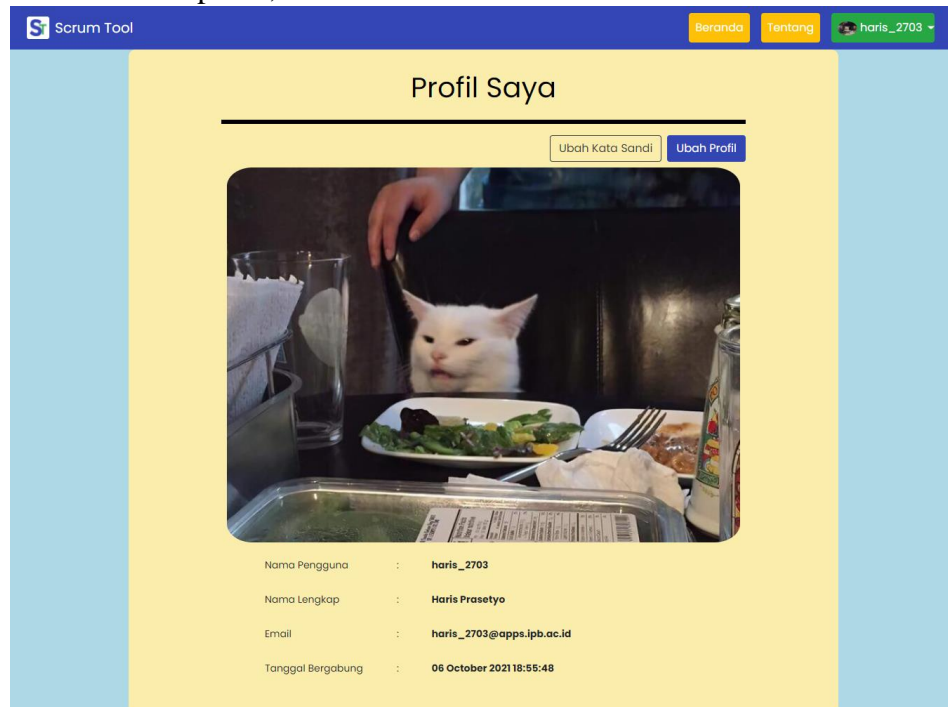 ST Scrum Tool Beranda Tentang haris_2703
Profil Saya
Ubah Kata Sandi Ubah Profil
Nama Pengguna : haris_2703
Nama Lengkap : Haris Prasetyo
Email : haris_2703@apps.ipb.ac.id
Tanggal Bergabung : 06 October 2021 18:55:48